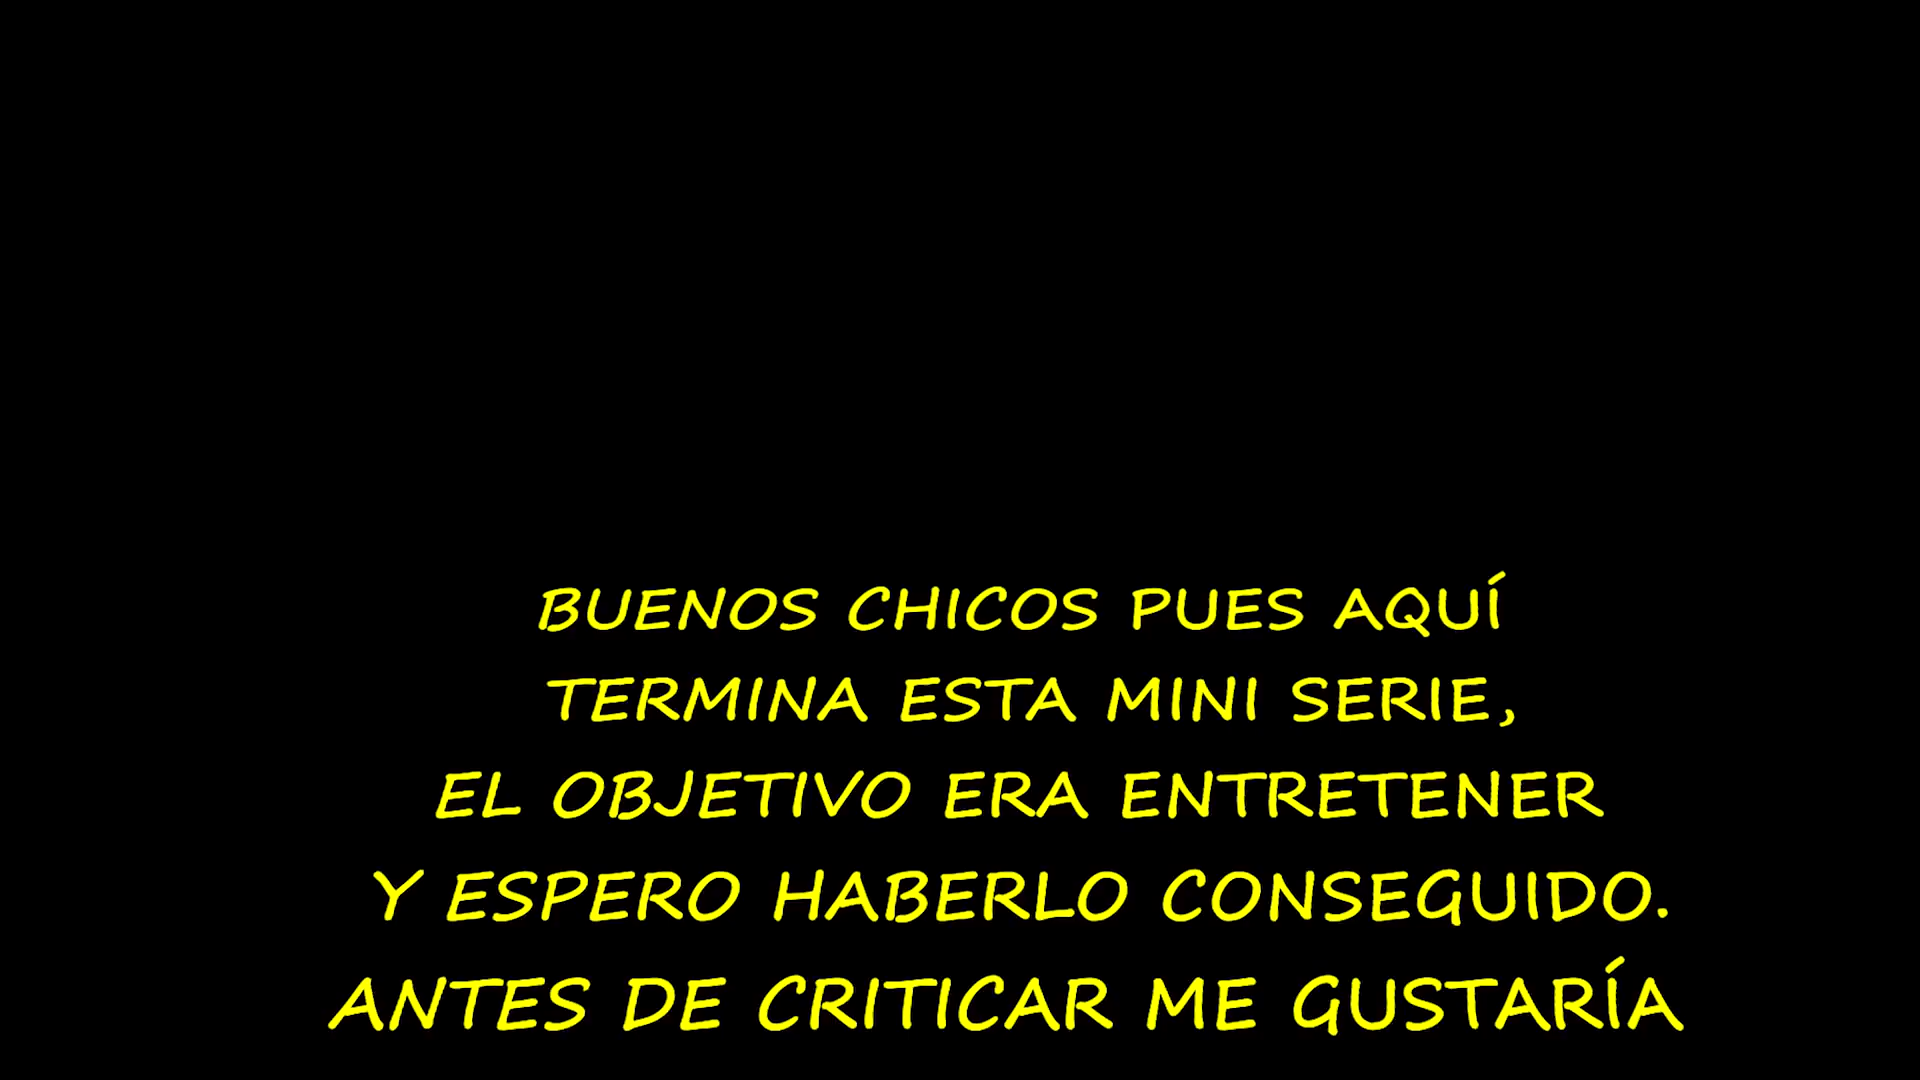 BUENOS CHICOS PUES AQUÍ
TERMINA ESTA MINI SERIE,
EL OBJETIVO ERA ENTRETENER
Y ESPERO HABERLO CONSEGUIDO.
ANTES DE CRITICAR ME GUSTARÍA